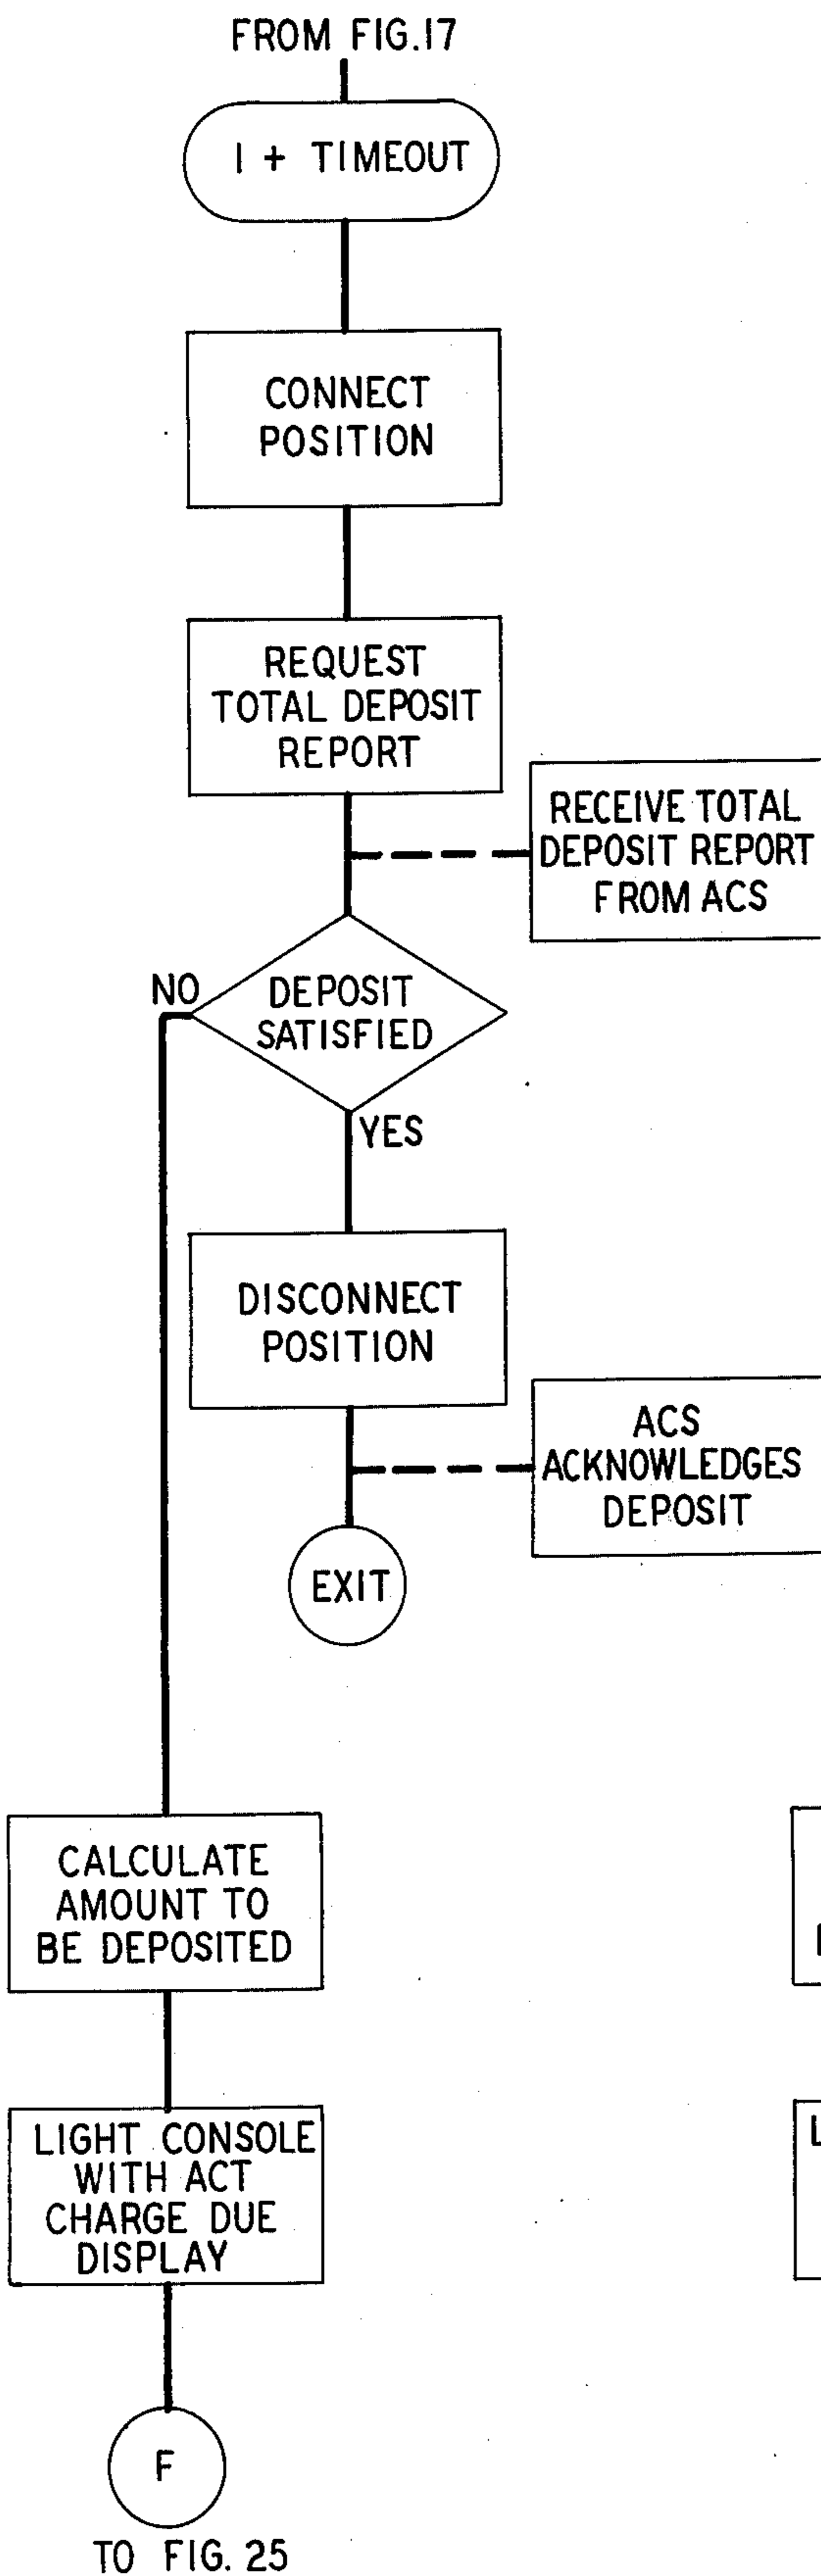 FROM FIG.17
1 + TIMEOUT
CONNECT
POSITION
REQUEST
TOTAL DEPOSIT
REPORT
RECEIVE TOTAL
DEPOSIT REPORT
FROM ACS
NO
DEPOSIT
SATISFIED
YES
DISCONNECT
POSITION
ACS
ACKNOWLEDGES
DEPOSIT
EXIT
CALCULATE
AMOUNT TO
BE DEPOSITED
LIGHT CONSOLE
WITH ACT
CHARGE DUE
DISPLAY
L
F
TO FIG. 25